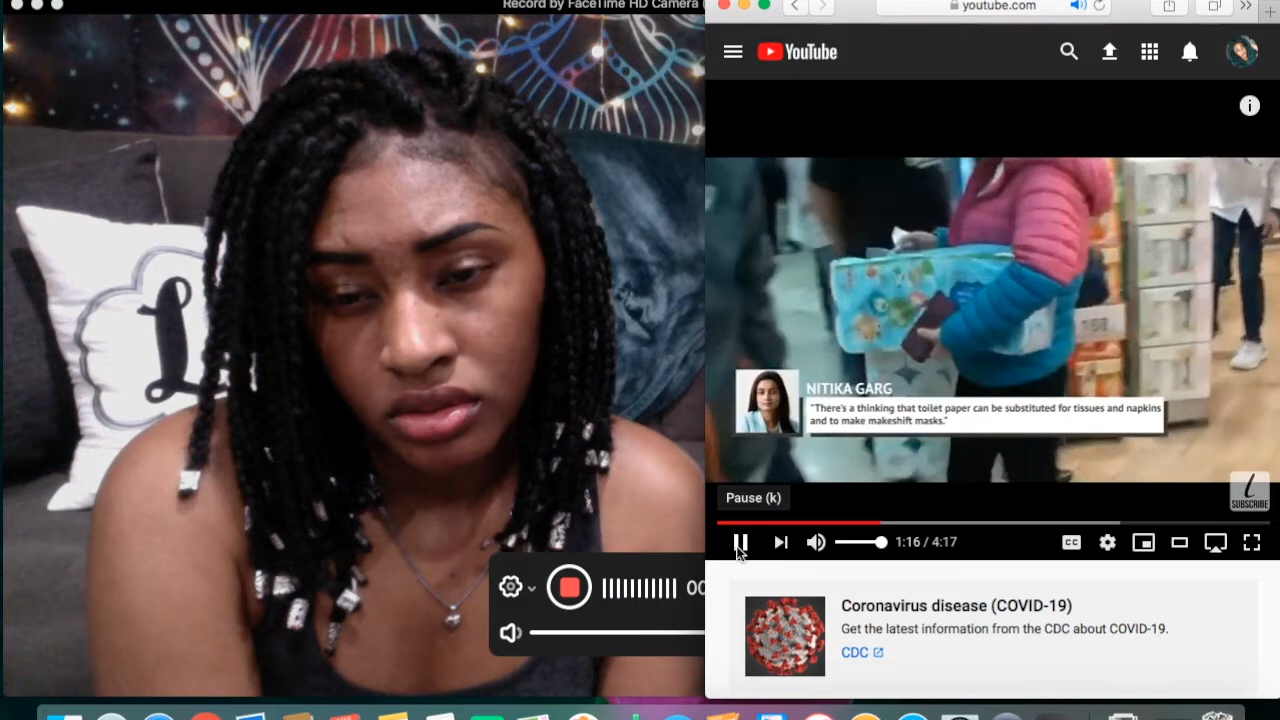 Record by FaceTime HD Camera
youtube.com
YouTube
L
NITIKA GARG
"There's a thinking that toilet paper can be substituted for tissues and napkins
and to make makeshift masks."
Pause (k)
SUBSCRIBE
1:16 / 4:17
CC
00
Coronavirus disease (COVID-19)
Get the latest information from the CDC about COVID-19.
CDC